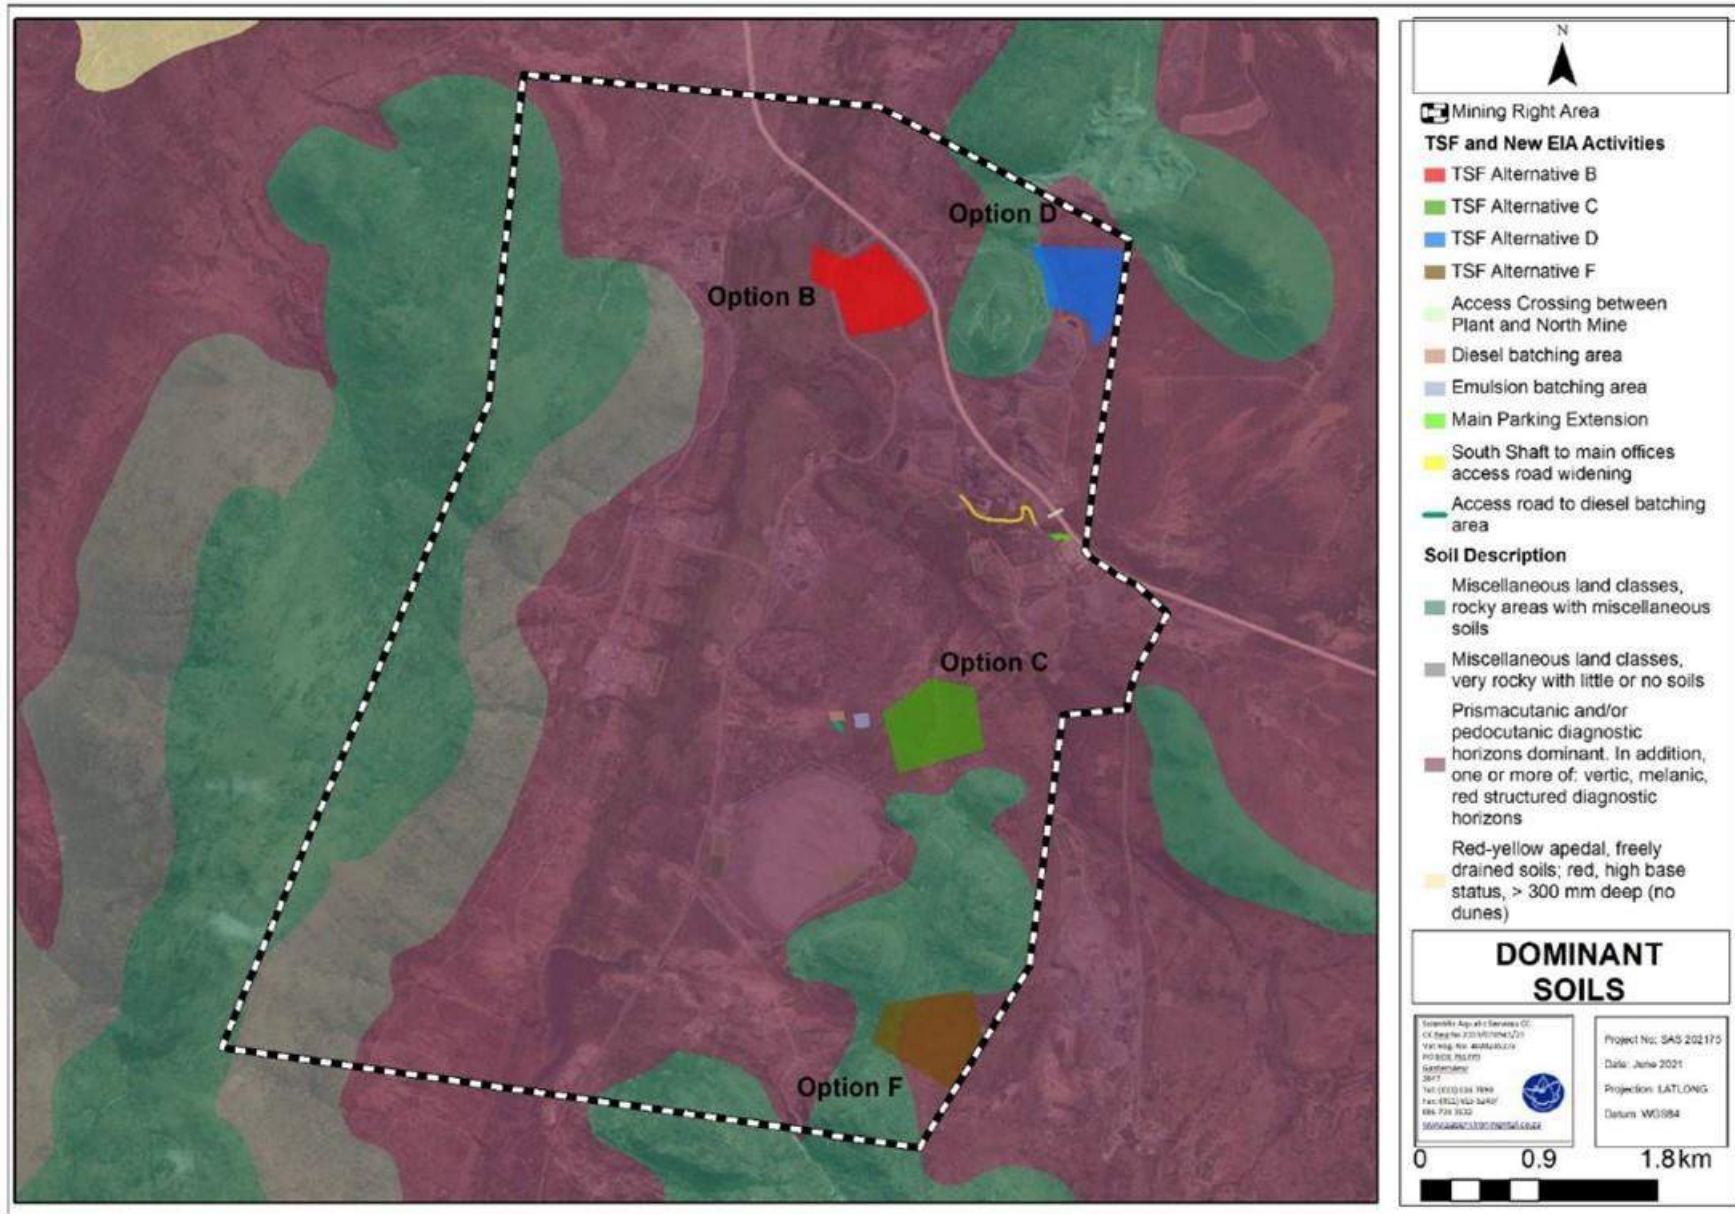 Option D
Option B
Option C
Option F
N
Mining Right Area
TSF and New EIA Activities
TSF Alternative B
TSF Alternative C
TSF Alternative D
TSF Alternative F
Access Crossing between
Plant and North Mine
Diesel batching area
Emulsion batching area
Main Parking Extension
South Shaft to main offices
access road widening
Access road to diesel batching
area
Soil Description
Miscellaneous land classes,
rocky areas with miscellaneous
soils
Miscellaneous land classes,
very rocky with little or no soils
Prismacutanic and/or
pedocutanic diagnostic
horizons dominant. In addition,
one or more of: vertic, melanic,
red structured diagnostic
horizons
Red-yellow apedal, freely
drained soils; red, high base
status, > 300 mm deep (no
dunes)
DOMINANT
SOILS
Scientific Aquatic Services CC
Project No: SAS 202175
Date: June 2021
Projection: LATLONG
Datum: WGS84
0 0.9 1.8 km